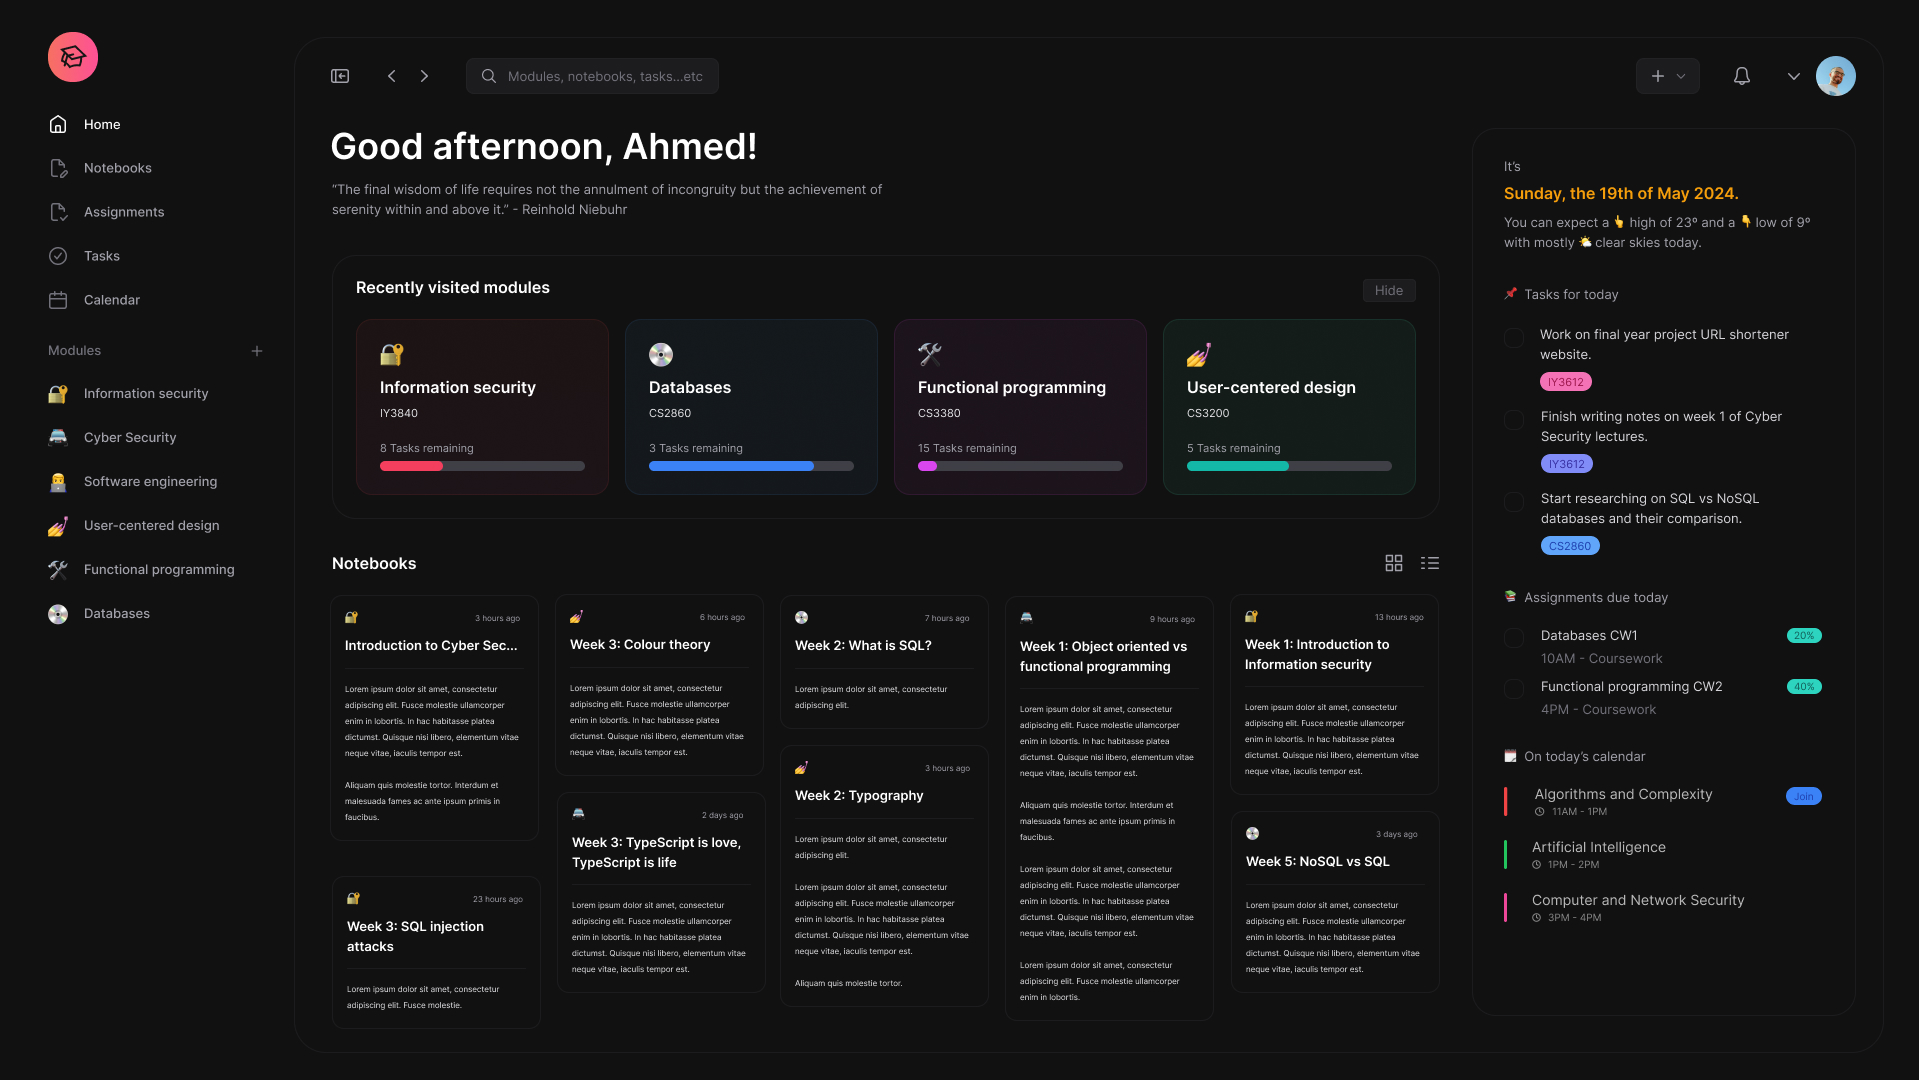 Home
Notebooks
Assignments
Tasks
Calendar
Modules
Information security
Cyber Security
Software engineering
User-centered design
Functional programming
Databases
Modules, notebooks, tasks...etc
Good afternoon, Ahmed!
“The final wisdom of life requires not the annulment of incongruity but the achievement of
serenity within and above it.” - Reinhold Niebuhr
Recently visited modules
Hide
Information security
IY3840
8 Tasks remaining
Databases
CS2860
3 Tasks remaining
Functional programming
CS3380
15 Tasks remaining
User-centered design
CS3200
5 Tasks remaining
Notebooks
3 hours ago
Introduction to Cyber Sec...
Lorem ipsum dolor sit amet, consectetur
adipiscing elit. Fusce molestie ullamcorper
enim in lobortis. In hac habitasse platea
dictumst. Quisque nisi libero, elementum vitae
neque vitae, iaculis tempor est.
Aliquam quis molestie tortor. Interdum et
malesuada fames ac ante ipsum primis in
faucibus.
23 hours ago
Week 3: SQL injection
attacks
Lorem ipsum dolor sit amet, consectetur
adipiscing elit. Fusce molestie.
6 hours ago
Week 3: Colour theory
Lorem ipsum dolor sit amet, consectetur
adipiscing elit. Fusce molestie ullamcorper
enim in lobortis. In hac habitasse platea
dictumst. Quisque nisi libero, elementum vitae
neque vitae, iaculis tempor est.
2 days ago
Week 3: TypeScript is love,
TypeScript is life
Lorem ipsum dolor sit amet, consectetur
adipiscing elit. Fusce molestie ullamcorper
enim in lobortis. In hac habitasse platea
dictumst. Quisque nisi libero, elementum vitae
neque vitae, iaculis tempor est.
7 hours ago
Week 2: What is SQL?
Lorem ipsum dolor sit amet, consectetur
adipiscing elit.
3 hours ago
Week 2: Typography
Lorem ipsum dolor sit amet, consectetur
adipiscing elit.
Lorem ipsum dolor sit amet, consectetur
adipiscing elit. Fusce molestie ullamcorper
enim in lobortis. In hac habitasse platea
dictumst. Quisque nisi libero, elementum vitae
neque vitae, iaculis tempor est.
Aliquam quis molestie tortor.
9 hours ago
Week 1: Object oriented vs
functional programming
Lorem ipsum dolor sit amet, consectetur
adipiscing elit. Fusce molestie ullamcorper
enim in lobortis. In hac habitasse platea
dictumst. Quisque nisi libero, elementum vitae
neque vitae, iaculis tempor est.
Aliquam quis molestie tortor. Interdum et
malesuada fames ac ante ipsum primis in
faucibus.
Lorem ipsum dolor sit amet, consectetur
adipiscing elit. Fusce molestie ullamcorper
enim in lobortis. In hac habitasse platea
dictumst. Quisque nisi libero, elementum vitae
neque vitae, iaculis tempor est.
Lorem ipsum dolor sit amet, consectetur
adipiscing elit. Fusce molestie ullamcorper
enim in lobortis.
13 hours ago
Week 1: Introduction to
Information security
Lorem ipsum dolor sit amet, consectetur
adipiscing elit. Fusce molestie ullamcorper
enim in lobortis. In hac habitasse platea
dictumst. Quisque nisi libero, elementum vitae
neque vitae, iaculis tempor est.
3 days ago
Week 5: NoSQL vs SQL
Lorem ipsum dolor sit amet, consectetur
adipiscing elit. Fusce molestie ullamcorper
enim in lobortis. In hac habitasse platea
dictumst. Quisque nisi libero, elementum vitae
neque vitae, iaculis tempor est.
It’s
Sunday, the 19th of May 2024.
You can expect a 👆 high of 23º and a 👇 low of 9º
with mostly 🌤️ clear skies today.
Tasks for today
Work on final year project URL shortener
website.
IY3612
Finish writing notes on week 1 of Cyber
Security lectures.
IY3612
Start researching on SQL vs NoSQL
databases and their comparison.
CS2860
Assignments due today
Databases CW1
20%
10AM - Coursework
Functional programming CW2
40%
4PM - Coursework
On today’s calendar
Algorithms and Complexity
Join
11AM - 1PM
Artificial Intelligence
1PM - 2PM
Computer and Network Security
3PM - 4PM